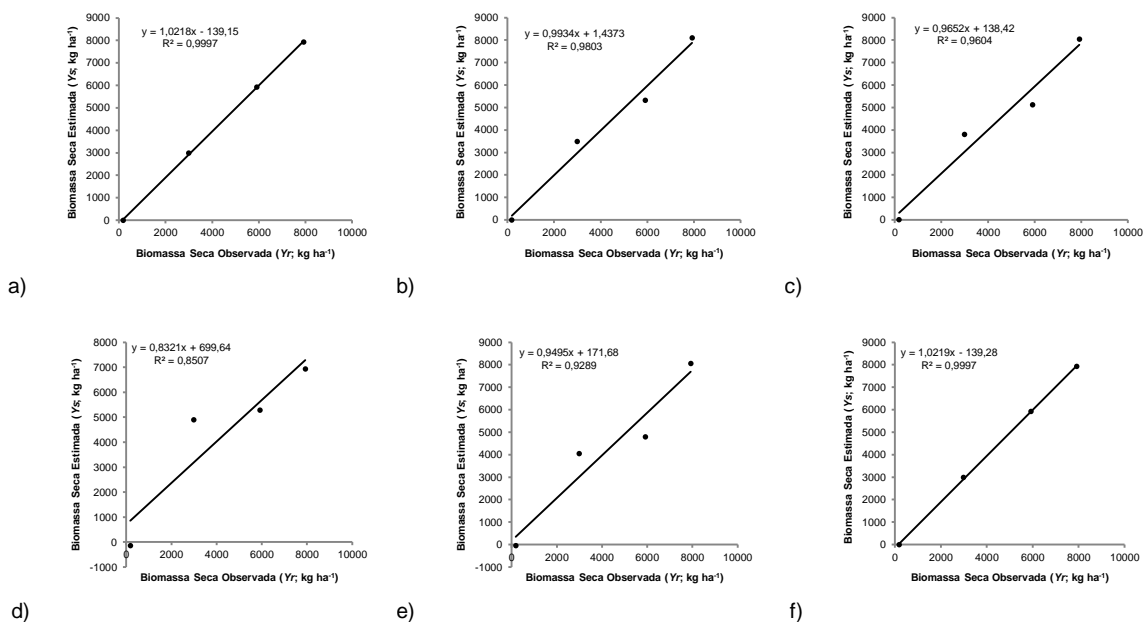 y = 1,0218x - 139,15
R² = 0,9997
Biomassa Seca Estimada (Ys; kg ha-1)
9000
8000
7000
6000
5000
4000
3000
2000
1000
0
0 2000 4000 6000 8000 10000
Biomassa Seca Observada (Yr; kg ha-1)
a)
y = 0,9934x + 1,4373
R² = 0,9803
Biomassa Seca Estimada (Ys; kg ha-1)
9000
8000
7000
6000
5000
4000
3000
2000
1000
0
0 2000 4000 6000 8000 10000
Biomassa Seca Observada (Yr; kg ha-1)
b)
y = 0,9652x + 138,42
R² = 0,9604
Biomassa Seca Estimada (Ys; kg ha-1)
9000
8000
7000
6000
5000
4000
3000
2000
1000
0
0 2000 4000 6000 8000 10000
Biomassa Seca Observada (Yr; kg ha-1)
c)
y = 0,8321x + 699,64
R² = 0,8507
Biomassa Seca Estimada (Ys; kg ha-1)
8000
7000
6000
5000
4000
3000
2000
1000
0
-1000
0 2000 4000 6000 8000 10000
Biomassa Seca Observada (Yr; kg ha-1)
d)
y = 0,9495x + 171,68
R² = 0,9289
Biomassa Seca Estimada (Ys; kg ha-1)
9000
8000
7000
6000
5000
4000
3000
2000
1000
0
-1000
0 2000 4000 6000 8000 10000
Biomassa Seca Observada (Yr; kg ha-1)
e)
y = 1,0219x - 139,28
R² = 0,9997
Biomassa Seca Estimada (Ys; kg ha-1)
9000
8000
7000
6000
5000
4000
3000
2000
1000
0
0 2000 4000 6000 8000 10000
Biomassa Seca Observada (Yr; kg ha-1)
f)